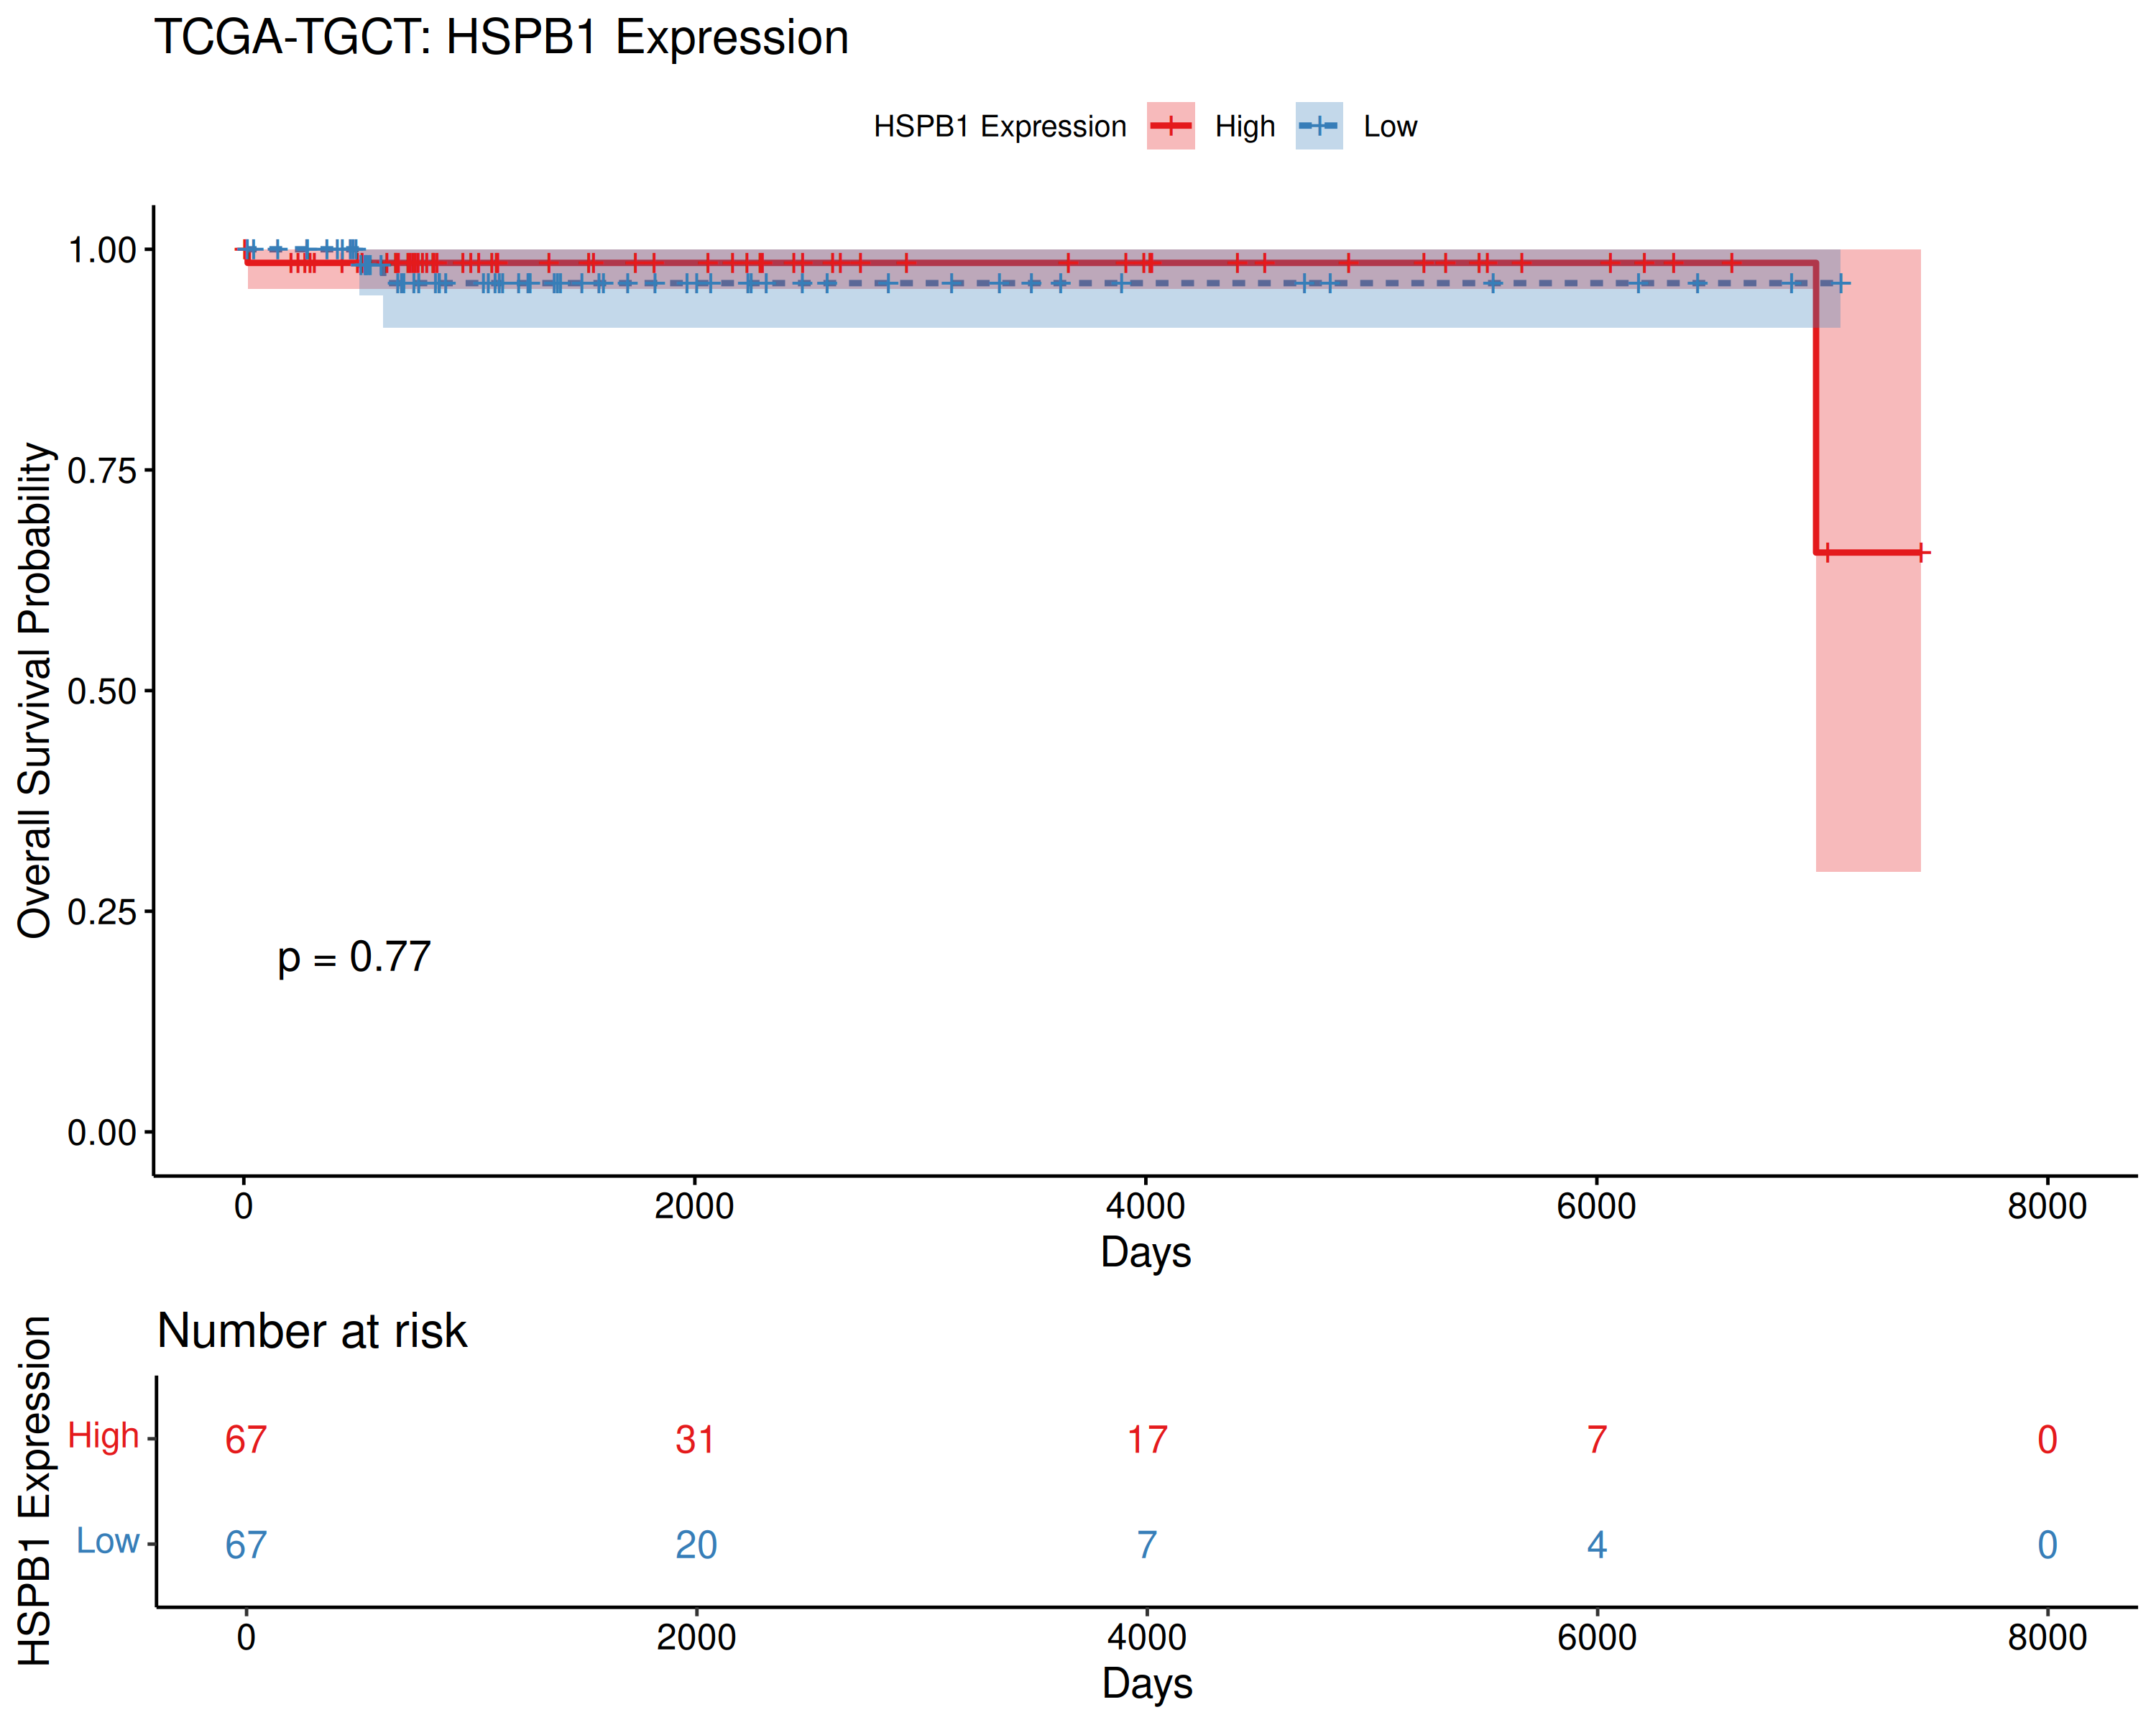 TCGA-TGCT: HSPB1 Expression
HSPB1 Expression High Low
Overall Survival Probability
1.00
0.75
0.50
0.25
0.00
p = 0.77
0 2000 4000 6000 8000
Days
Number at risk
HSPB1 Expression
High 67 31 17 7 0
Low 67 20 7 4 0
0 2000 4000 6000 8000
Days